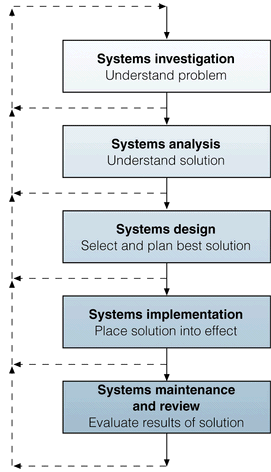 Systems investigation
Understand problem
Systems analysis
Understand solution
Systems design
Select and plan best solution
Systems implementation
Place solution into effect
Systems maintenance
and review
Evaluate results of solution